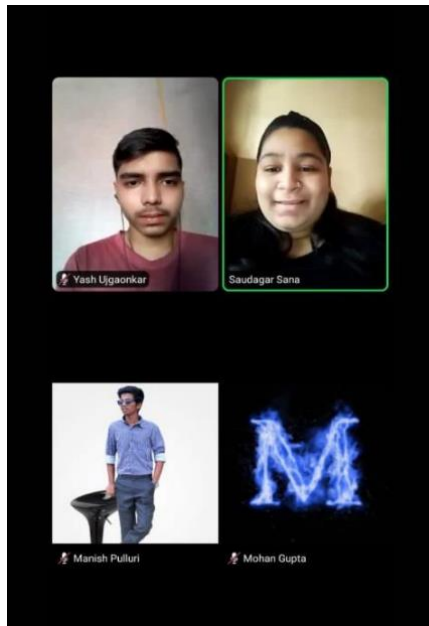 Yash Ujgaonkar
Saudagar Sana
M
Manish Pulluri
Mohan Gupta